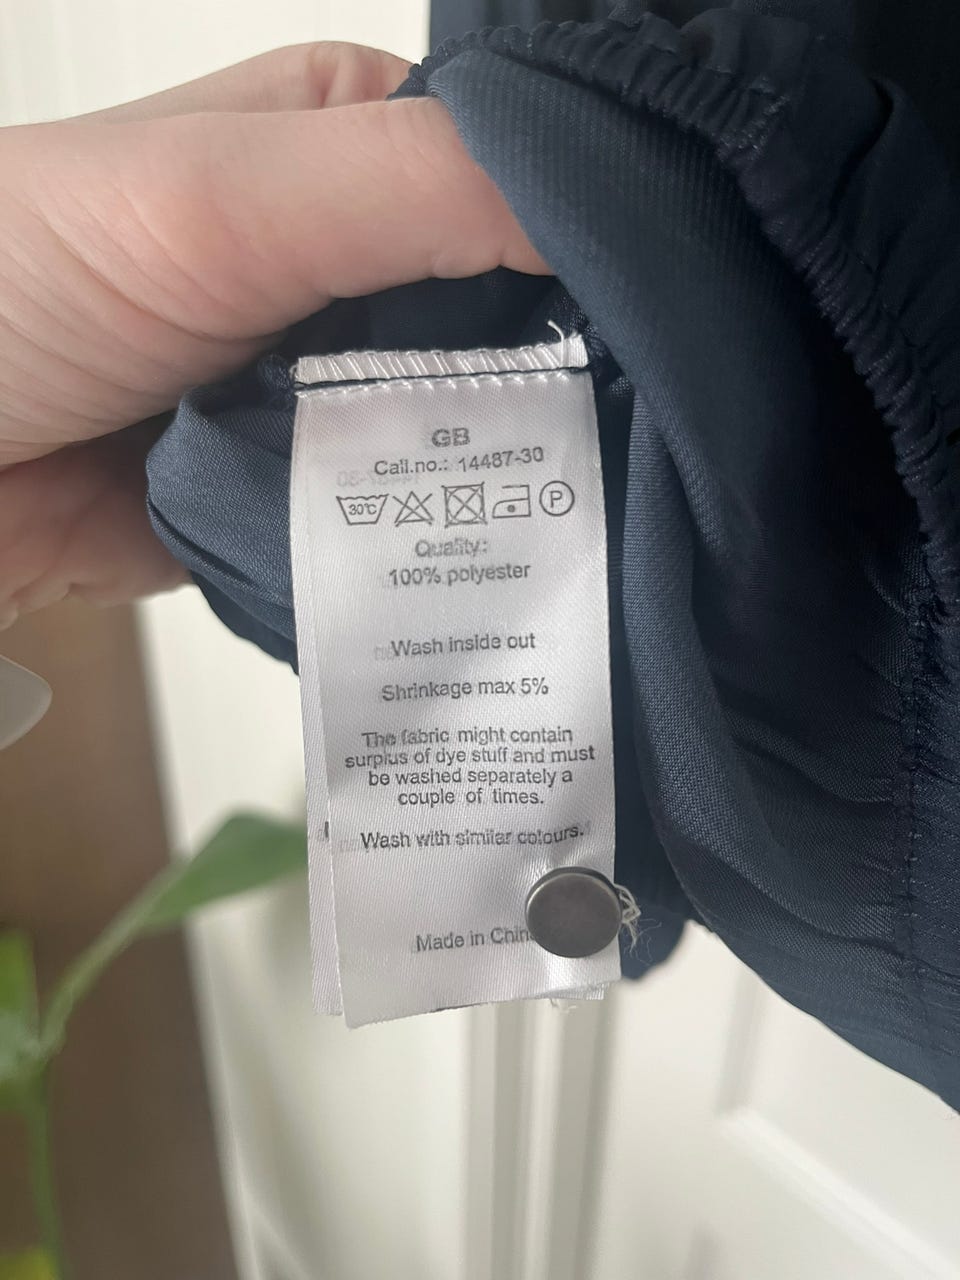 GB
Call.no.: 14487-30
30°C P
Quality:
100% polyester
Wash inside out
Shrinkage max 5%
The fabric might contain
surplus of dye stuff and must
be washed separately a
couple of times.
Wash with similar colours.
Made in Chin